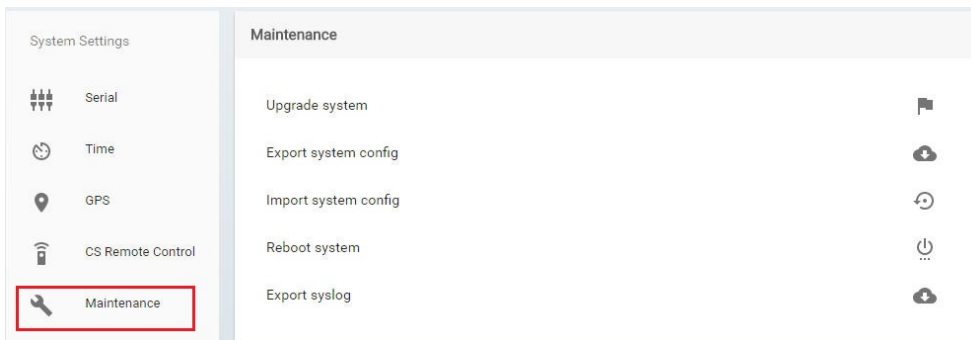 System Settings
Serial
Time
GPS
CS Remote Control
Maintenance
Maintenance
Upgrade system
Export system config
Import system config
Reboot system
Export syslog